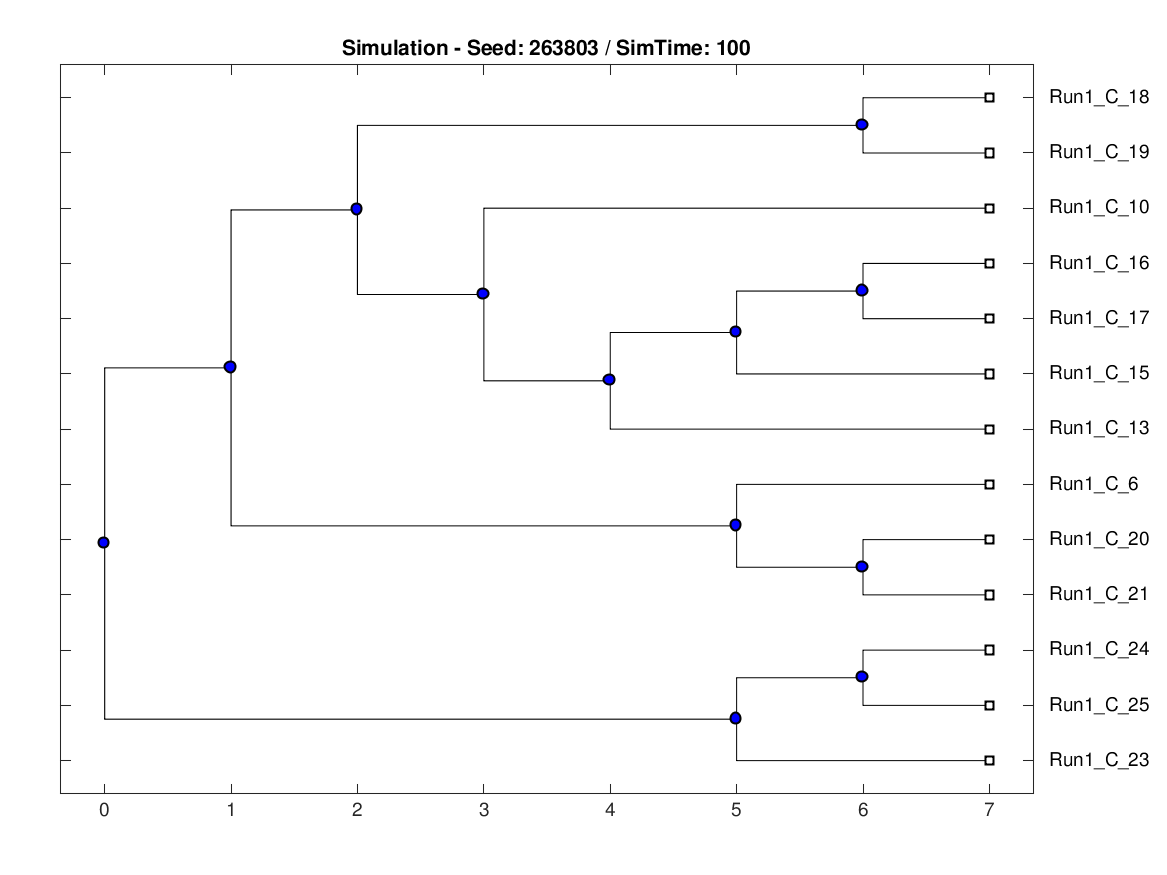 Simulation - Seed: 263803 / SimTime: 100
Run1_C_18
Run1_C_19
Run1_C_10
Run1_C_16
Run1_C_17
Run1_C_15
Run1_C_13
Run1_C_6
Run1_C_20
Run1_C_21
Run1_C_24
Run1_C_25
Run1_C_23
0 1 2 3 4 5 6 7